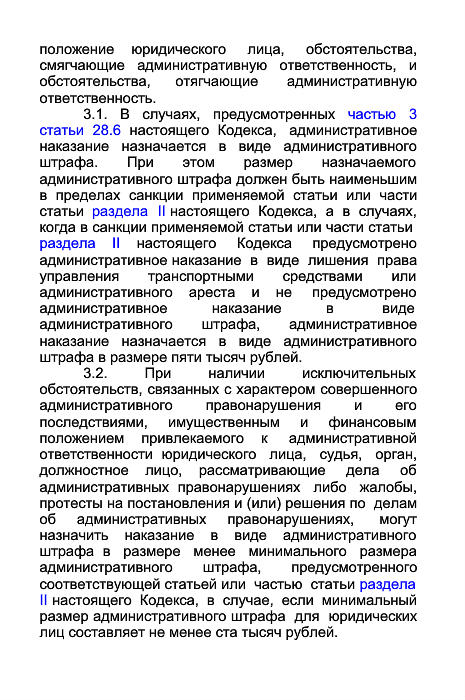 положение юридического лица, обстоятельства,
смягчающие административную ответственность, и
обстоятельства, отягчающие административную
ответственность.
3.1. В случаях, предусмотренных частью 3
статьи 28.6 настоящего Кодекса, административное
наказание назначается в виде административного
штрафа. При этом размер назначаемого
административного штрафа должен быть наименьшим
в пределах санкции применяемой статьи или части
статьи раздела II настоящего Кодекса, а в случаях,
когда в санкции применяемой статьи или части статьи
раздела II настоящего Кодекса предусмотрено
административное наказание в виде лишения права
управления транспортными средствами или
административного ареста и не предусмотрено
административное наказание в виде
административного штрафа, административное
наказание назначается в виде административного
штрафа в размере пяти тысяч рублей.
3.2. При наличии исключительных
обстоятельств, связанных с характером совершенного
административного правонарушения и его
последствиями, имущественным и финансовым
положением привлекаемого к административной
ответственности юридического лица, судья, орган,
должностное лицо, рассматривающие дела об
административных правонарушениях либо жалобы,
протесты на постановления и (или) решения по делам
об административных правонарушениях, могут
назначить наказание в виде административного
штрафа в размере менее минимального размера
административного штрафа, предусмотренного
соответствующей статьей или частью статьи раздела
II настоящего Кодекса, в случае, если минимальный
размер административного штрафа для юридических
лиц составляет не менее ста тысяч рублей.